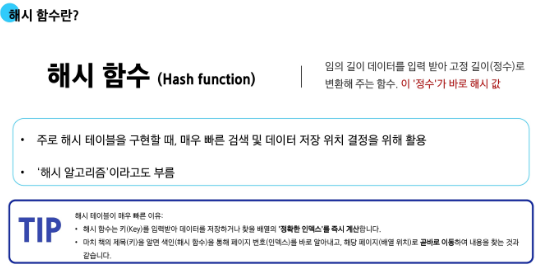 해시 함수란?
해시 함수 (Hash function)
임의 길이 데이터를 입력 받아 고정 길이(정수)로
변환해 주는 함수. 이 '정수'가 바로 해시 값
• 주로 해시 테이블을 구현할 때, 매우 빠른 검색 및 데이터 저장 위치 결정을 위해 활용
• '해시 알고리즘'이라고도 부름
TIP
해시 테이블이 매우 빠른 이유:
• 해시 함수는 키(Key)를 입력받아 데이터를 저장하거나 찾을 배열의 '정확한 인덱스'를 즉시 계산합니다.
• 마치 책의 제목(키)을 알면 색인(해시 함수)을 통해 페이지 번호(인덱스)를 바로 알아내고, 해당 페이지(배열 위치)로 곧바로 이동하여 내용을 찾는 것과
같습니다.